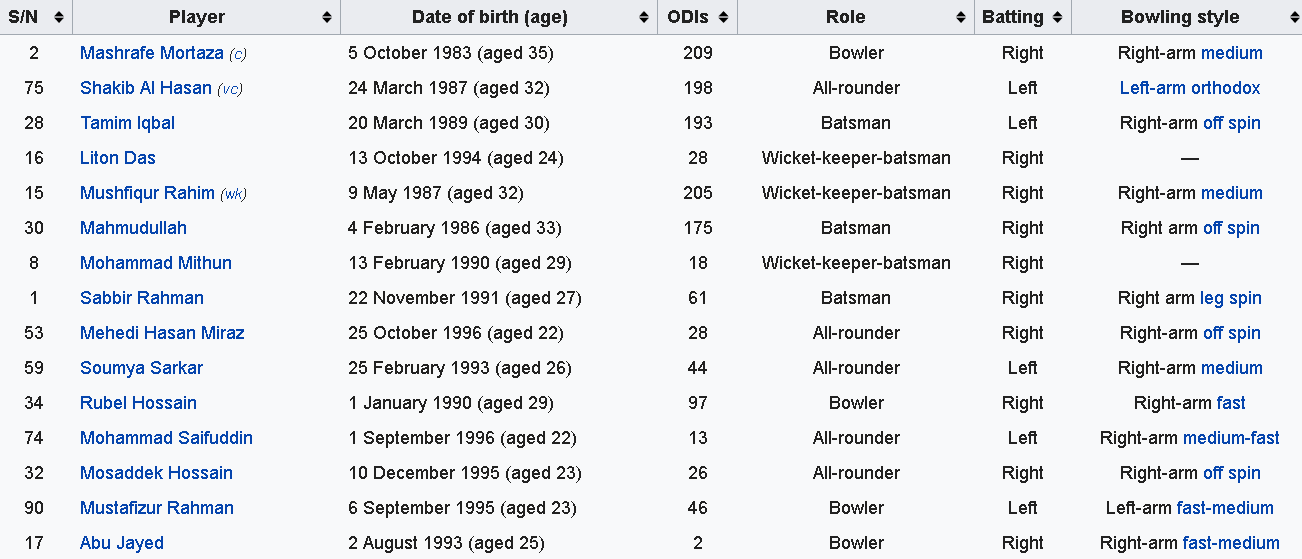 S/N Player Date of birth (age) ODIs Role Batting Bowling style
2 Mashrafe Mortaza (c) 5 October 1983 (aged 35) 209 Bowler Right Right-arm medium
75 Shakib Al Hasan (vc) 24 March 1987 (aged 32) 198 All-rounder Left Left-arm orthodox
28 Tamim Iqbal 20 March 1989 (aged 30) 193 Batsman Left Right-arm off spin
16 Liton Das 13 October 1994 (aged 24) 28 Wicket-keeper-batsman Right —
15 Mushfiqur Rahim (wk) 9 May 1987 (aged 32) 205 Wicket-keeper-batsman Right Right-arm medium
30 Mahmudullah 4 February 1986 (aged 33) 175 Batsman Right Right arm off spin
8 Mohammad Mithun 13 February 1990 (aged 29) 18 Wicket-keeper-batsman Right —
1 Sabbir Rahman 22 November 1991 (aged 27) 61 Batsman Right Right arm leg spin
53 Mehedi Hasan Miraz 25 October 1996 (aged 22) 28 All-rounder Right Right-arm off spin
59 Soumya Sarkar 25 February 1993 (aged 26) 44 All-rounder Left Right-arm medium
34 Rubel Hossain 1 January 1990 (aged 29) 97 Bowler Right Right-arm fast
74 Mohammad Saifuddin 1 September 1996 (aged 22) 13 All-rounder Left Right-arm medium-fast
32 Mosaddek Hossain 10 December 1995 (aged 23) 26 All-rounder Right Right-arm off spin
90 Mustafizur Rahman 6 September 1995 (aged 23) 46 Bowler Left Left-arm fast-medium
17 Abu Jayed 2 August 1993 (aged 25) 2 Bowler Right Right-arm fast-medium